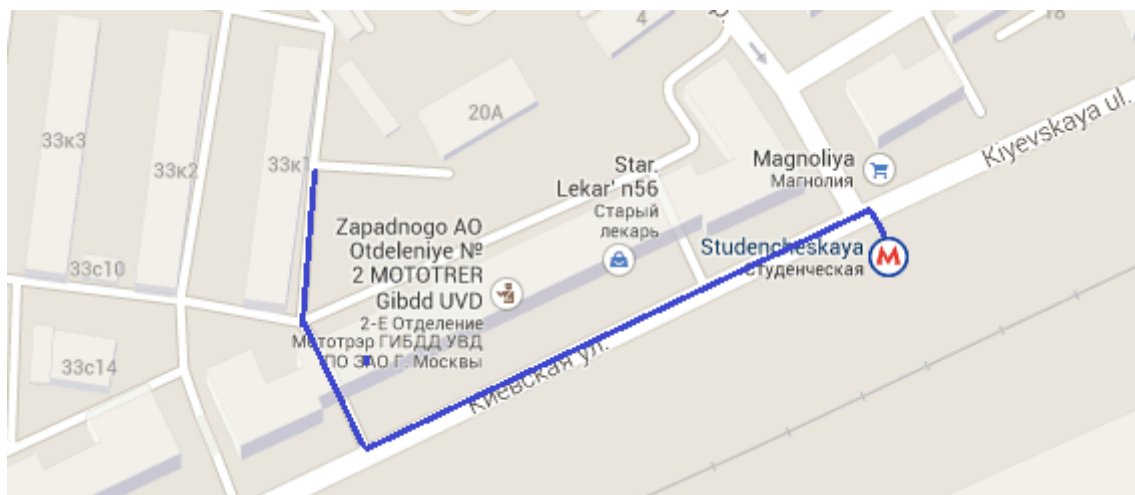 4
18
20A
33к3
33к2
33к1
Star.
Lekar' n56
Старый
лекарь
Magnoliya
Магнолия
Kiyevskaya ul.
Zapadnogo AO
Otdeleniye №
2 MOTOTRER
Gibdd UVD
2-Е Отделение
Мототрэр ГИБДД УВД
ПО ЗАО Г. Москвы
Studencheskaya
Студенческая
М
33с10
33с14
Киевская ул.